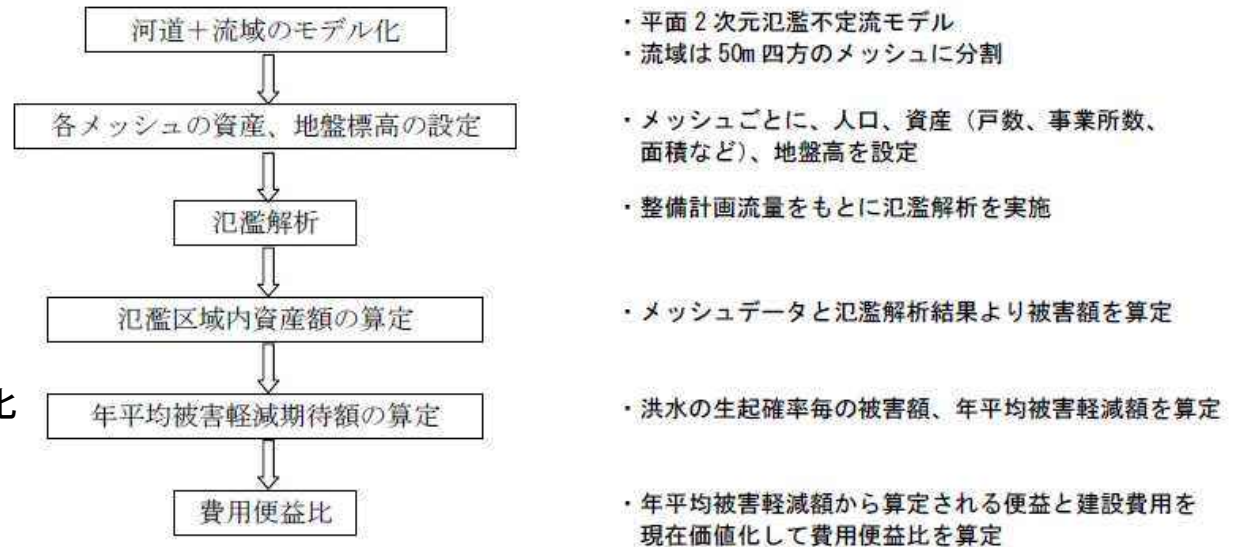 河道＋流域のモデル化
・平面２次元氾濫不定流モデル
・流域は 50m 四方のメッシュに分割
各メッシュの資産、地盤標高の設定
・メッシュごとに、人口、資産（戸数、事業所数、
面積など）、地盤高を設定
氾濫解析
・整備計画流量をもとに氾濫解析を実施
氾濫区域内資産額の算定
・メッシュデータと氾濫解析結果より被害額を算定
年平均被害軽減期待額の算定
・洪水の生起確率毎の被害額、年平均被害軽減額を算定
費用便益比
・年平均被害軽減額から算定される便益と建設費用を
現在価値化して費用便益比を算定